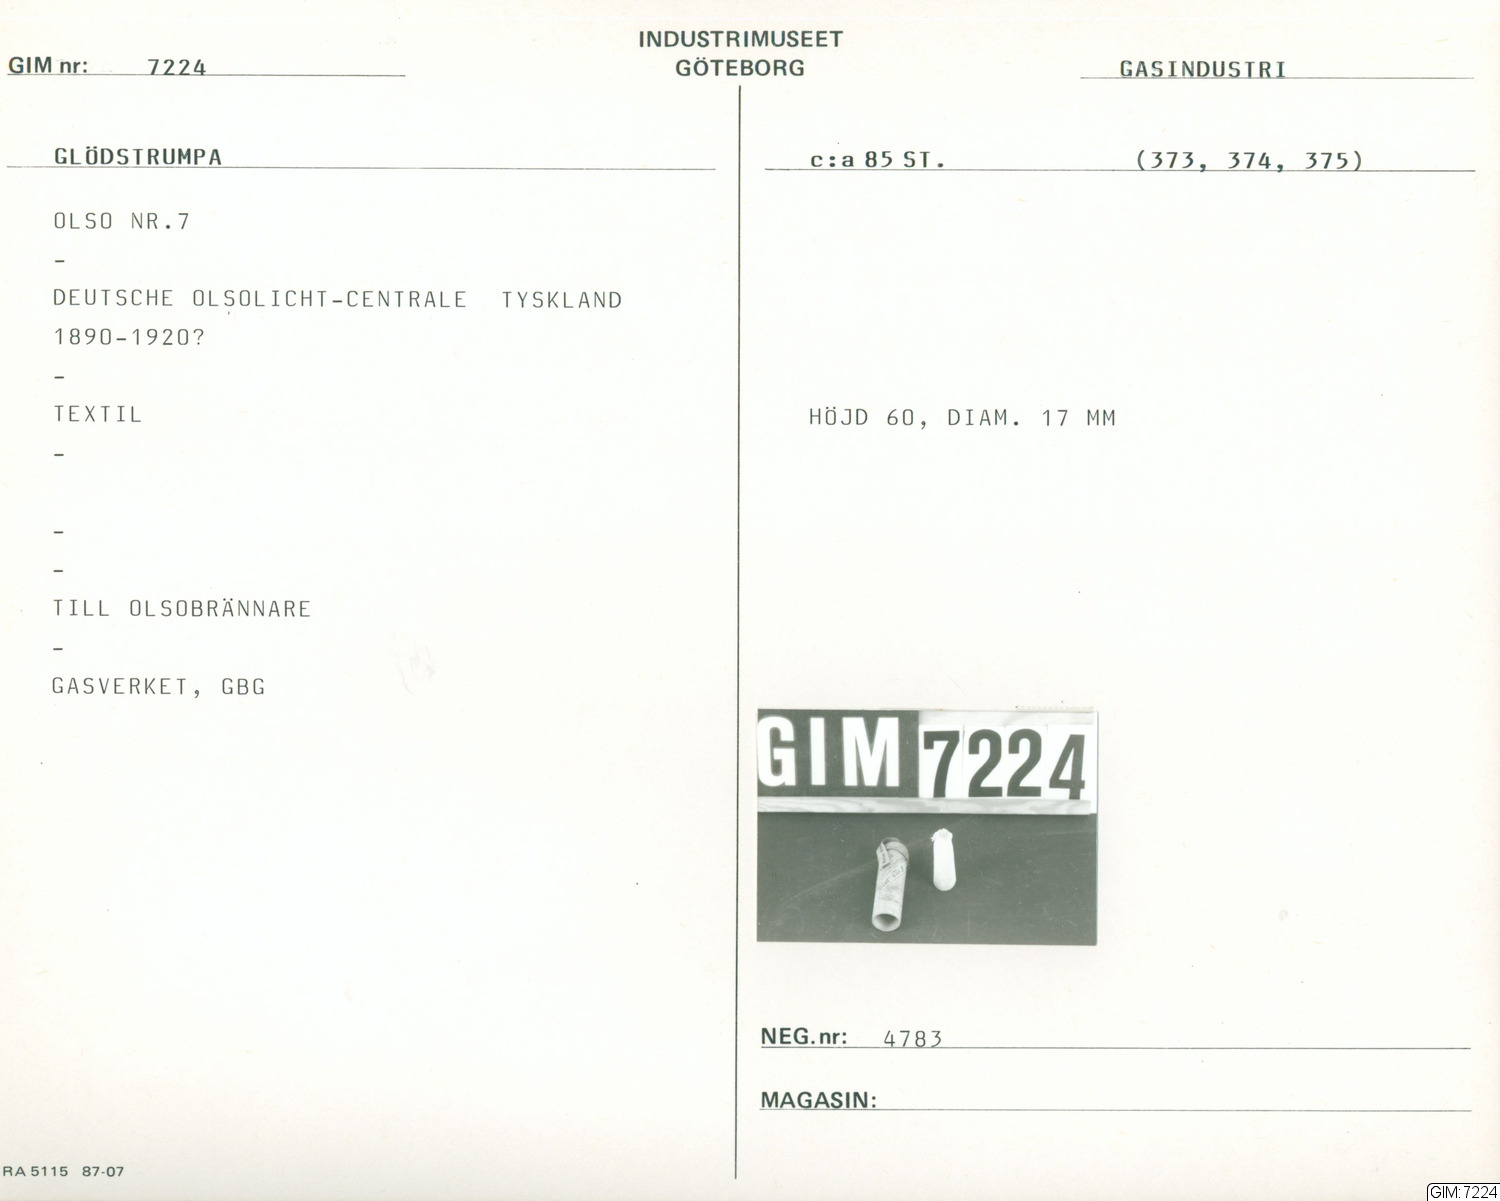 INDUSTRIMUSEET
GÖTEBORG
GIM nr: 7224
GASINDUSTRI
GLÖDSTRUMPA
c:a 85 ST. (373, 374, 375)
OLSO NR.7
-
DEUTSCHE OLSOLICHT-CENTRALE TYSKLAND
1890-1920?
-
TEXTIL
HÖJD 60, DIAM. 17 MM
-
-
-
TILL OLSOBRÄNNARE
-
GASVERKET, GBG
GIM 7224
NEG.nr: 4783
MAGASIN:
RA 5115 87-07
GIM:7224